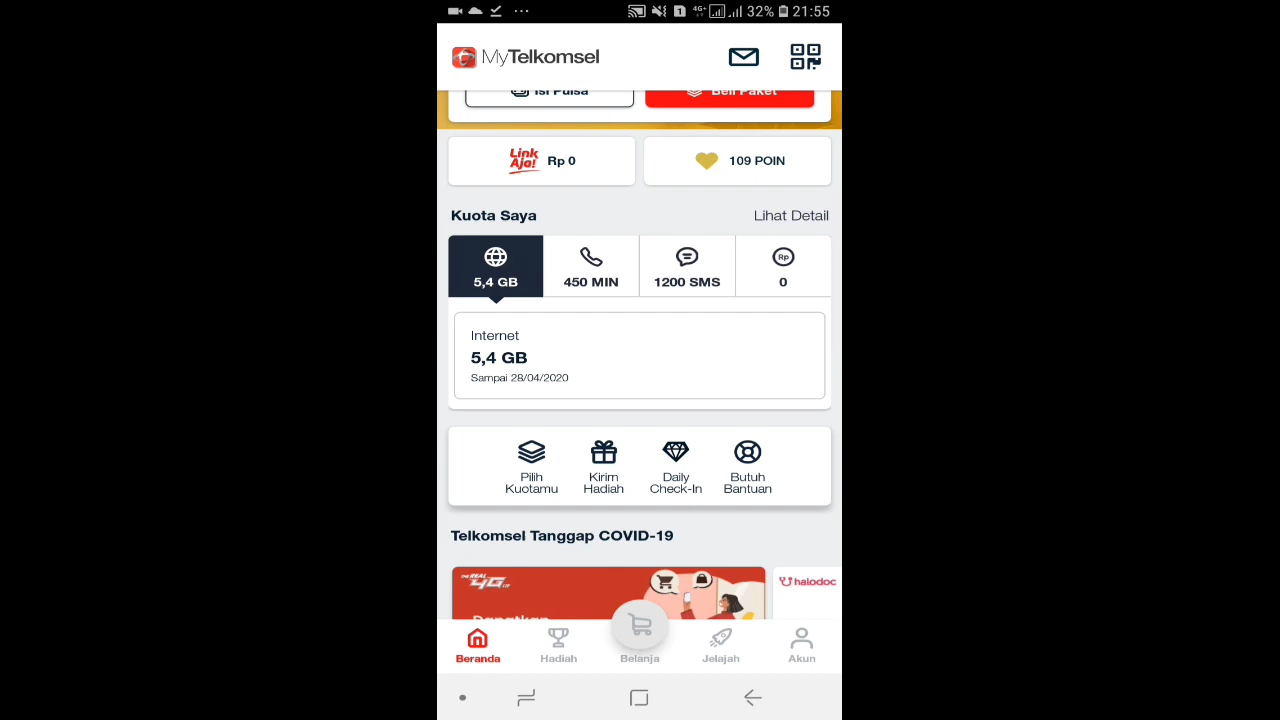 32% 21:55
MyTelkomsel
Isi Pulsa
Beli Paket
Link Aja! Rp 0
109 POIN
Kuota Saya
Lihat Detail
5,4 GB
450 MIN
1200 SMS
Rp
0
Internet
5,4 GB
Sampai 28/04/2020
Pilih
Kuotamu
Kirim
Hadiah
Daily
Check-In
Butuh
Bantuan
Telkomsel Tanggap COVID-19
THE REAL 4G LTE
Dapatkan
halodoc
Beranda
Hadiah
Belanja
Jelajah
Akun